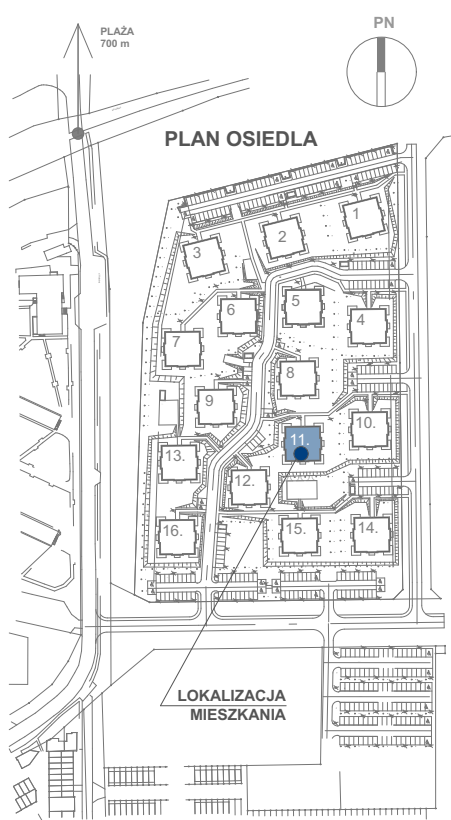 PLAŻA
700 m
PN
PLAN OSIEDLA
1
2
3
5
6
4
7
8
9
10.
11.
13.
12.
16.
15.
14.
LOKALIZACJA
MIESZKANIA